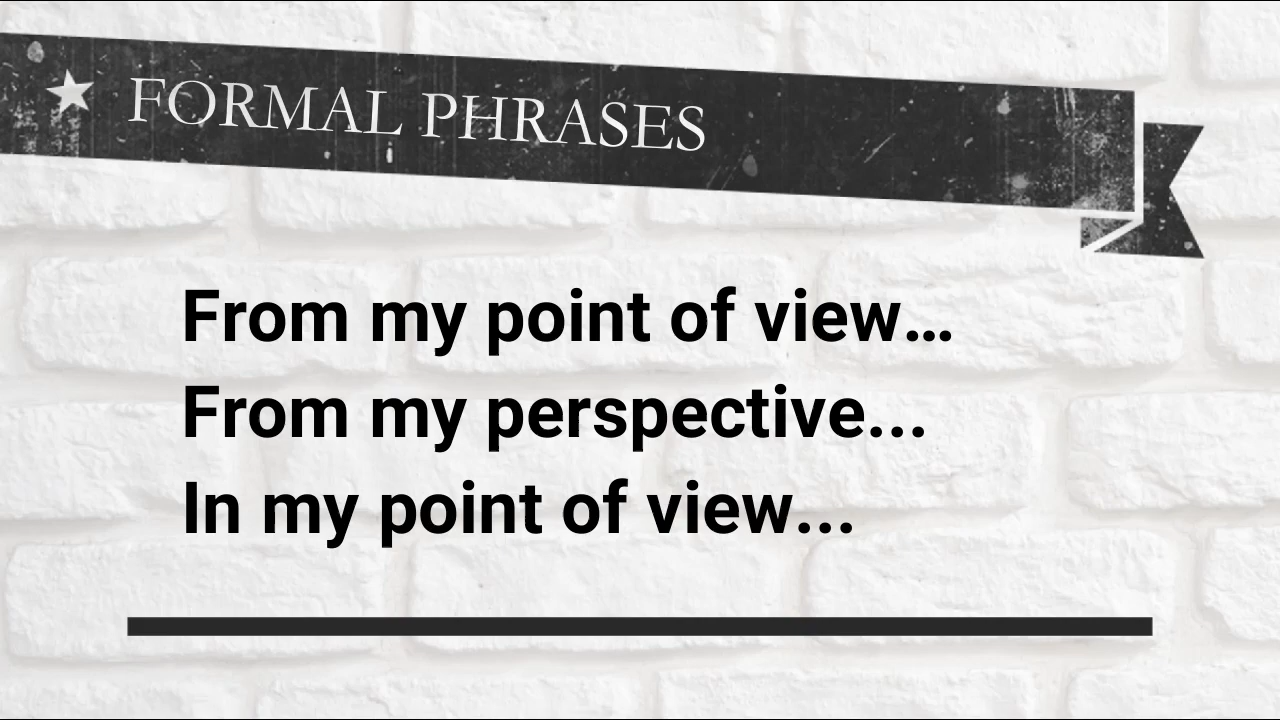 FORMAL PHRASES
From my point of view…
From my perspective...
In my point of view...